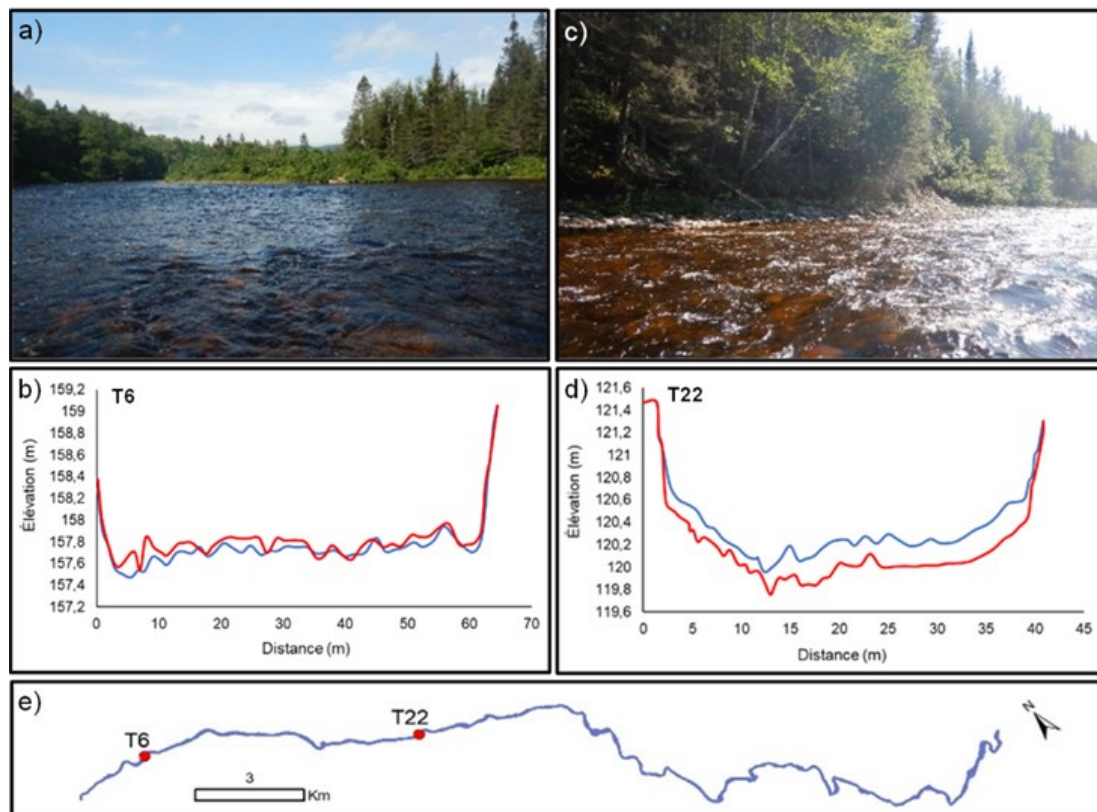 a)
c)
b)
T6
159,2
159
158,8
158,6
158,4
158,2
158
157,8
157,6
157,4
157,2
Élévation (m)
0 10 20 30 40 50 60 70
Distance (m)
d)
T22
121,6
121,4
121,2
121
120,8
120,6
120,4
120,2
120
119,8
119,6
Élévation (m)
0 5 10 15 20 25 30 35 40 45
Distance (m)
e)
T6
T22
N
3
Km